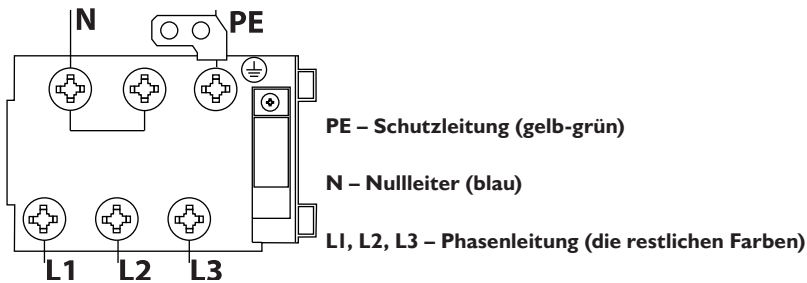 N PE
PE – Schutzleitung (gelb-grün)
N – Nullleiter (blau)
L1, L2, L3 – Phasenleitung (die restlichen Farben)
L1 L2 L3